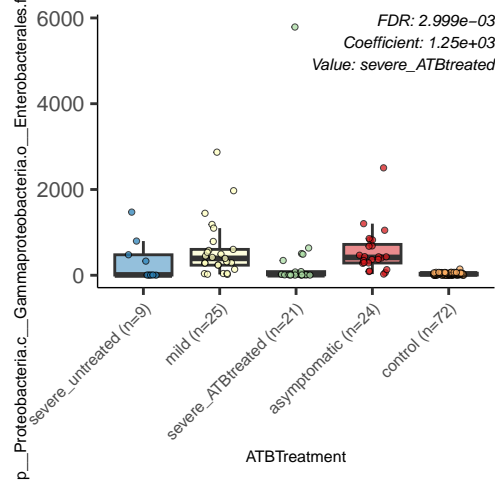 p__Proteobacteria.c__Gammaproteobacteria.o__Enterobacterales.f
6000
4000
2000
0
FDR: 2.999e−03
Coefficient: 1.25e+03
Value: severe_ATBtreated
severe_untreated (n=9)
mild (n=25)
severe_ATBtreated (n=21)
asymptomatic (n=24)
control (n=72)
ATBTreatment